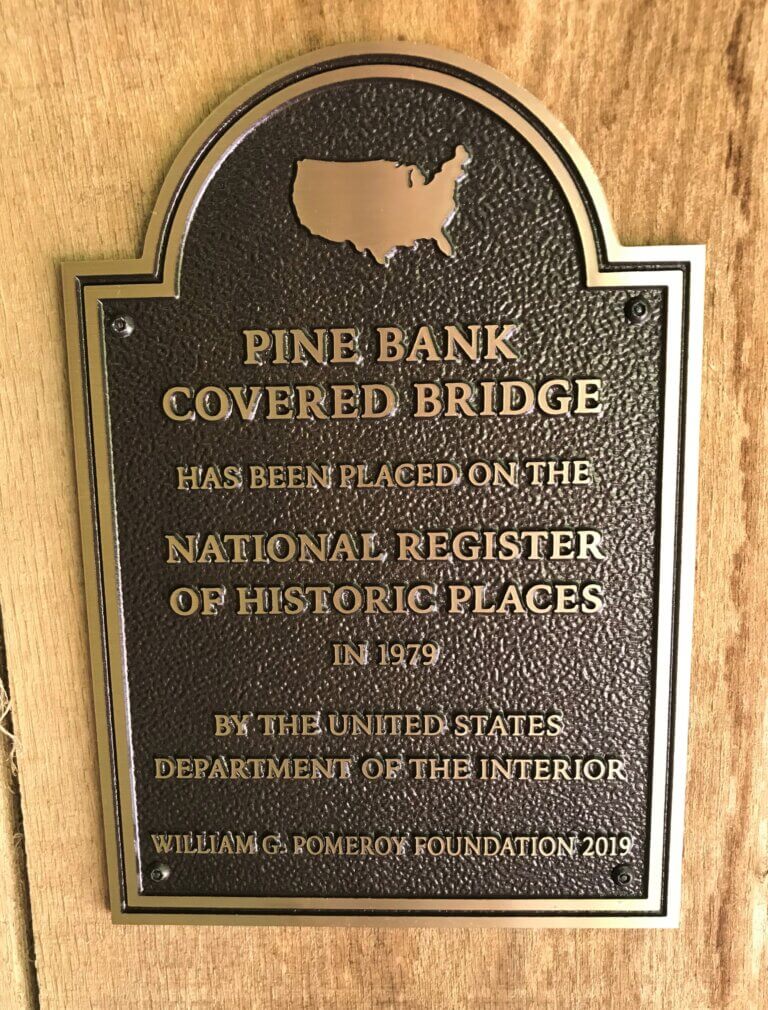 PINE BANK
COVERED BRIDGE
HAS BEEN PLACED ON THE
NATIONAL REGISTER
OF HISTORIC PLACES
IN 1979
BY THE UNITED STATES
DEPARTMENT OF THE INTERIOR
WILLIAM G. POMEROY FOUNDATION 2019